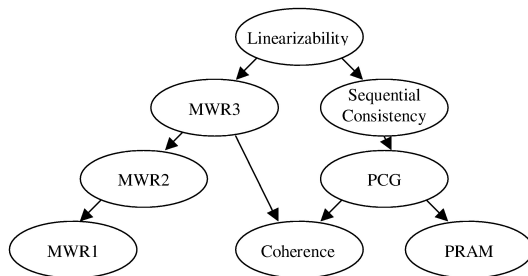 Linearizability
MWR3
Sequential
Consistency
MWR2
PCG
MWR1
Coherence
PRAM